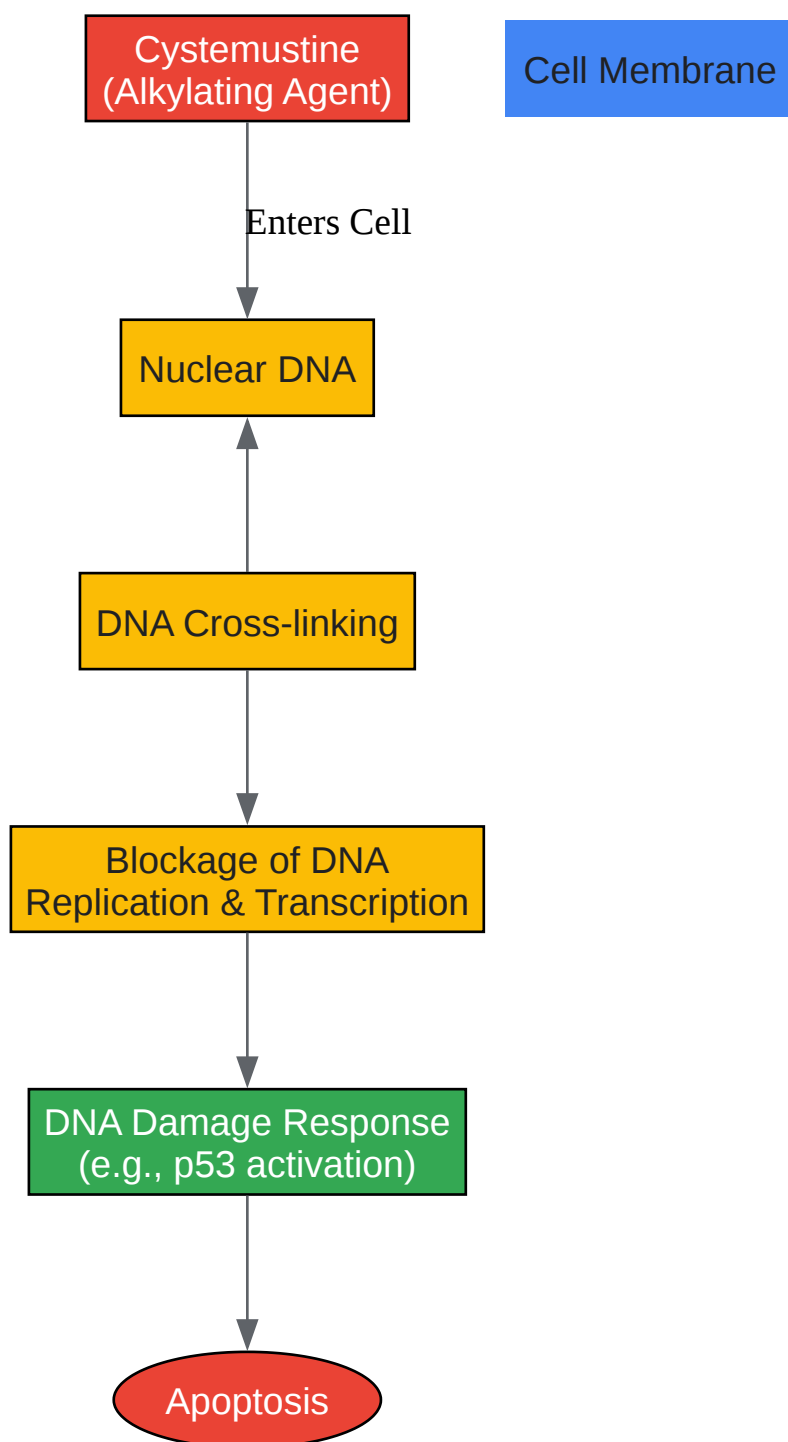 Cystemustine
(Alkylating Agent)
Cell Membrane
Enters Cell
Nuclear DNA
DNA Cross-linking
Blockage of DNA
Replication & Transcription
DNA Damage Response
(e.g., p53 activation)
Apoptosis